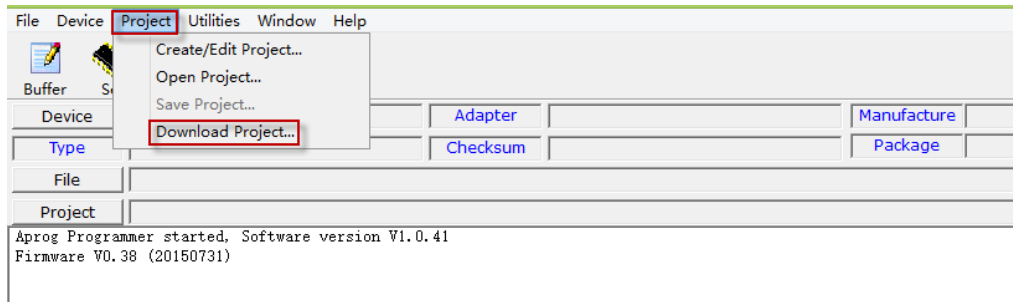 File Device Project Utilities Window Help
Create/Edit Project...
Open Project...
Save Project...
Download Project...
Buffer
Device Adapter Manufacture
Type Checksum Package
File
Project
Aprog Programmer started, Software version V1.0.41
Firmware V0.38 (20150731)